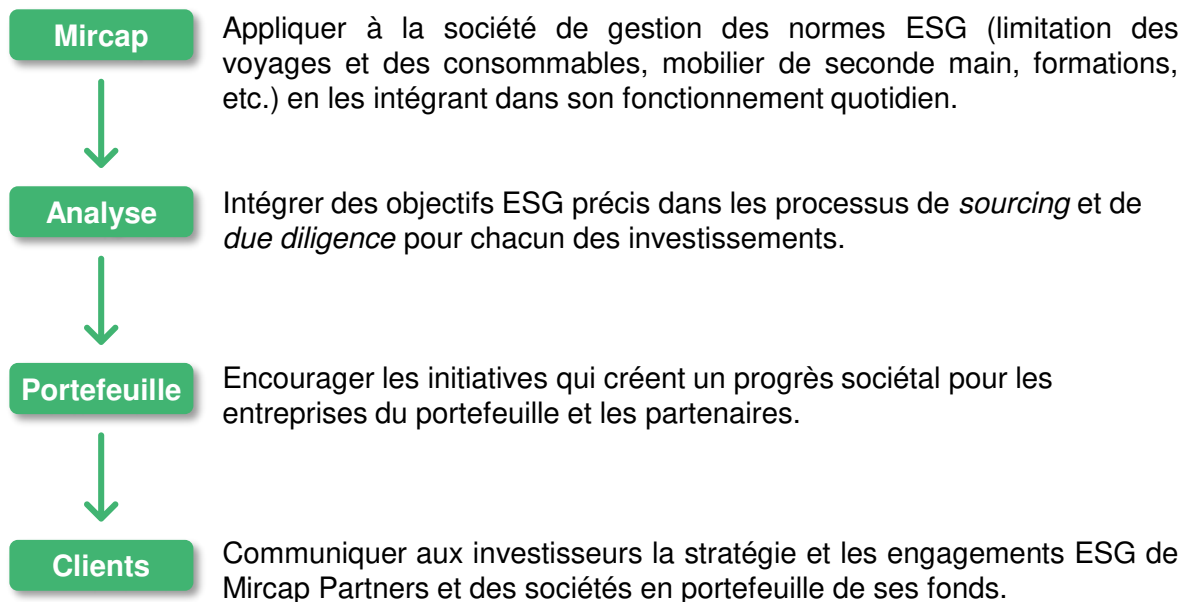 Mircap
Appliquer à la société de gestion des normes ESG (limitation des
voyages et des consommables, mobilier de seconde main, formations,
etc.) en les intégrant dans son fonctionnement quotidien.
Analyse
Intégrer des objectifs ESG précis dans les processus de sourcing et de
due diligence pour chacun des investissements.
Portefeuille
Encourager les initiatives qui créent un progrès sociétal pour les
entreprises du portefeuille et les partenaires.
Clients
Communiquer aux investisseurs la stratégie et les engagements ESG de
Mircap Partners et des sociétés en portefeuille de ses fonds.